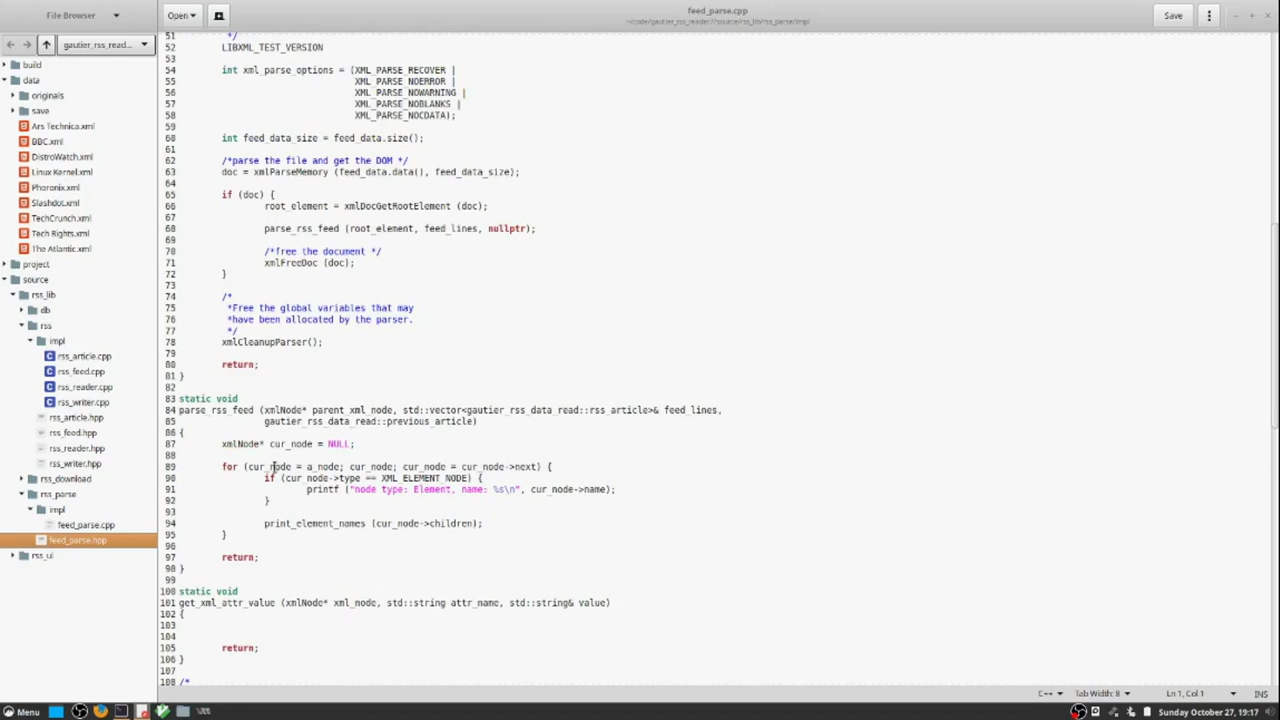 File Browser
Open
feed_parse.cpp
~/code/gautier_rss_reader//source/rss_lib/rss_parse/impl
Save
gautier_rss_read...
build
data
originals
save
Ars Technica.xml
BBC.xml
DistroWatch.xml
Linux Kernel.xml
Phoronix.xml
Slashdot.xml
TechCrunch.xml
Tech Rights.xml
The Atlantic.xml
project
source
rss_lib
db
rss
impl
rss_article.cpp
rss_feed.cpp
rss_reader.cpp
rss_writer.cpp
rss_article.hpp
rss_feed.hpp
rss_reader.hpp
rss_writer.hpp
rss_download
rss_parse
impl
feed_parse.cpp
feed_parse.hpp
rss_ui
51 */
52 LIBXML_TEST_VERSION
53
54 int xml_parse_options = (XML_PARSE_RECOVER |
55 XML_PARSE_NOERROR |
56 XML_PARSE_NOWARNING |
57 XML_PARSE_NOBLANKS |
58 XML_PARSE_NOCDATA);
59
60 int feed_data_size = feed_data.size();
61
62 /*parse the file and get the DOM */
63 doc = xmlParseMemory (feed_data.data(), feed_data_size);
64
65 if (doc) {
66 root_element = xmlDocGetRootElement (doc);
67
68 parse_rss_feed (root_element, feed_lines, nullptr);
69
70 /*free the document */
71 xmlFreeDoc (doc);
72 }
73
74 /*
75 *Free the global variables that may
76 *have been allocated by the parser.
77 */
78 xmlCleanupParser();
79
80 return;
81 }
82
83 static void
84 parse_rss_feed (xmlNode* parent_xml_node, std::vector<gautier_rss_data_read::rss_article>& feed_lines,
85 gautier_rss_data_read::previous_article)
86 {
87 xmlNode* cur_node = NULL;
88
89 for (cur_node = a_node; cur_node; cur_node = cur_node->next) {
90 if (cur_node->type == XML_ELEMENT_NODE) {
91 printf ("node type: Element, name: %s\n", cur_node->name);
92 }
93
94 print_element_names (cur_node->children);
95 }
96
97 return;
98 }
99
100 static void
101 get_xml_attr_value (xmlNode* xml_node, std::string attr_name, std::string& value)
102 {
103
104
105 return;
106 }
107
108 /*
C++
Tab Width: 8
Ln 1, Col 1
INS
Menu
Sunday October 27, 19:17